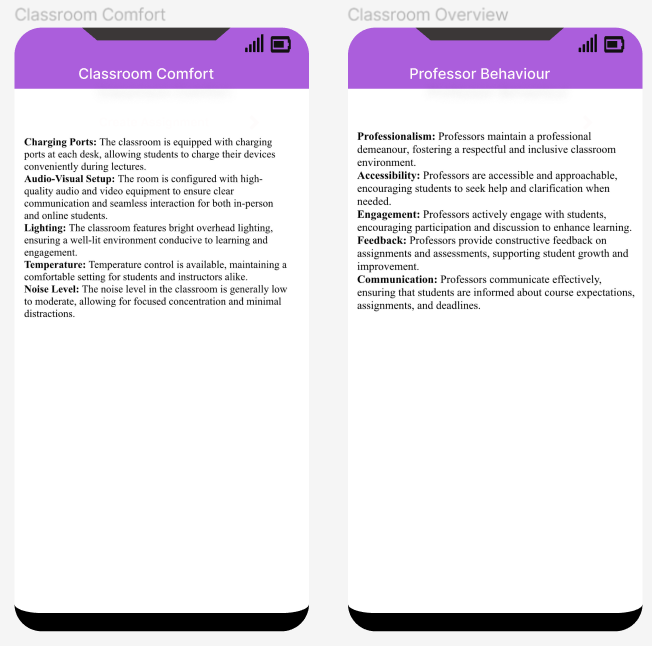 Classroom Comfort
Classroom Comfort
Charging Ports: The classroom is equipped with charging
ports at each desk, allowing students to charge their devices
conveniently during lectures.
Audio-Visual Setup: The room is configured with high-
quality audio and video equipment to ensure clear
communication and seamless interaction for both in-person
and online students.
Lighting: The classroom features bright overhead lighting,
ensuring a well-lit environment conducive to learning and
engagement.
Temperature: Temperature control is available, maintaining a
comfortable setting for students and instructors alike.
Noise Level: The noise level in the classroom is generally low
to moderate, allowing for focused concentration and minimal
distractions.
Classroom Overview
Professor Behaviour
Professionalism: Professors maintain a professional
demeanour, fostering a respectful and inclusive classroom
environment.
Accessibility: Professors are accessible and approachable,
encouraging students to seek help and clarification when
needed.
Engagement: Professors actively engage with students,
encouraging participation and discussion to enhance learning.
Feedback: Professors provide constructive feedback on
assignments and assessments, supporting student growth and
improvement.
Communication: Professors communicate effectively,
ensuring that students are informed about course expectations,
assignments, and deadlines.